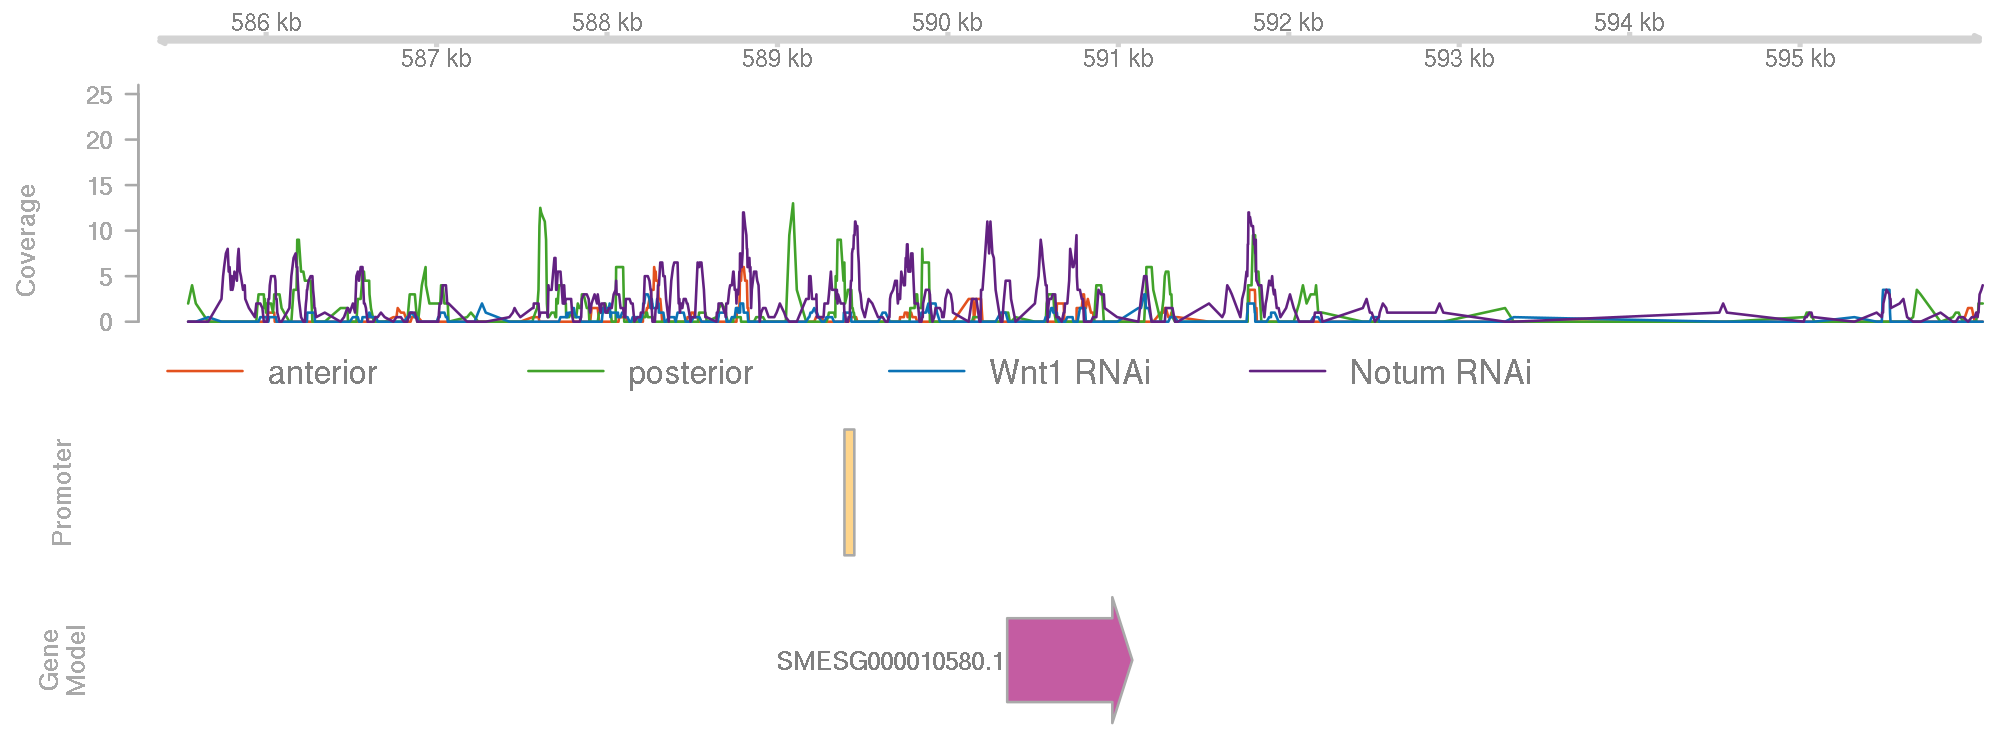 586 kb 588 kb 590 kb 592 kb 594 kb
587 kb 589 kb 591 kb 593 kb 595 kb
Coverage
25
20
15
10
5
0
anterior posterior Wnt1 RNAi Notum RNAi
Promoter
Gene
Model
SMESG000010580.1